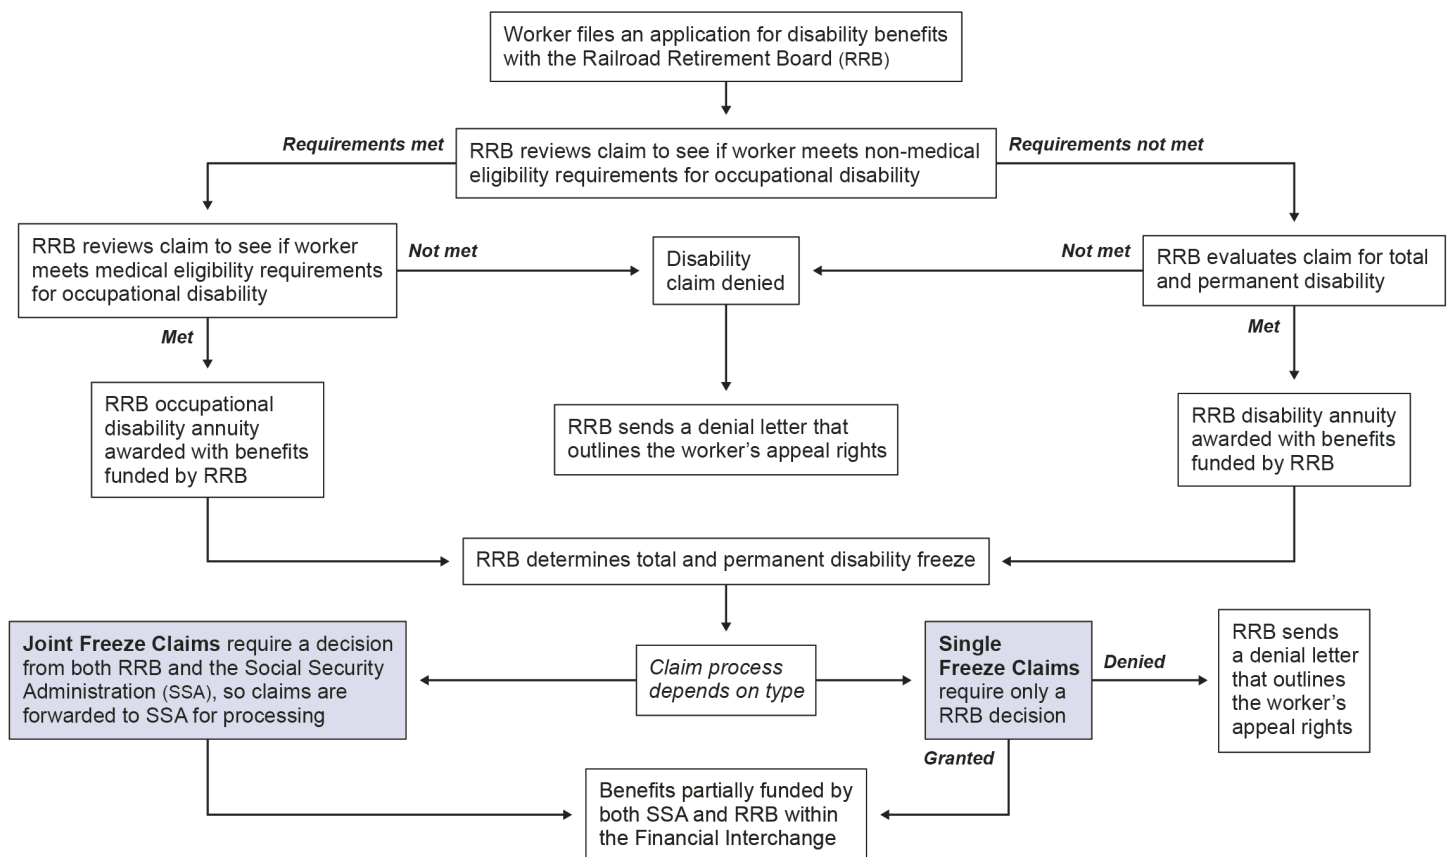 Worker files an application for disability benefits
with the Railroad Retirement Board (RRB)
Requirements met
RRB reviews claim to see if worker meets non-medical
eligibility requirements for occupational disability
Requirements not met
RRB reviews claim to see if worker
meets medical eligibility requirements
for occupational disability
Not met
Disability
claim denied
Not met
RRB evaluates claim for total
and permanent disability
Met
Met
RRB occupational
disability annuity
awarded with benefits
funded by RRB
RRB sends a denial letter that
outlines the worker’s appeal rights
RRB disability annuity
awarded with benefits
funded by RRB
RRB determines total and permanent disability freeze
Joint Freeze Claims require a decision
from both RRB and the Social Security
Administration (SSA), so claims are
forwarded to SSA for processing
Claim process
depends on type
Single
Freeze Claims
require only a
RRB decision
Denied
RRB sends
a denial letter
that outlines
the worker’s
appeal rights
Granted
Benefits partially funded by
both SSA and RRB within
the Financial Interchange